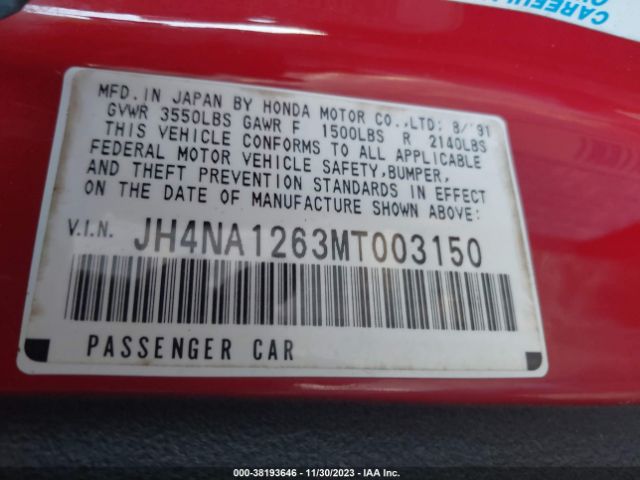 CAREFULLY
MFD. IN JAPAN BY HONDA MOTOR CO.,LTD: 8/'91
GVWR 3550LBS GAWR F 1500LBS R 2140LBS
THIS VEHICLE CONFORMS TO ALL APPLICABLE
FEDERAL MOTOR VEHICLE SAFETY,BUMPER,
AND THEFT PREVENTION STANDARDS IN EFFECT
ON THE DATE OF MANUFACTURE SHOWN ABOVE:
V.I.N. JH4NA1263MT003150
PASSENGER CAR
IW - 38193646 - 11/30/2023 - IAA Inc.